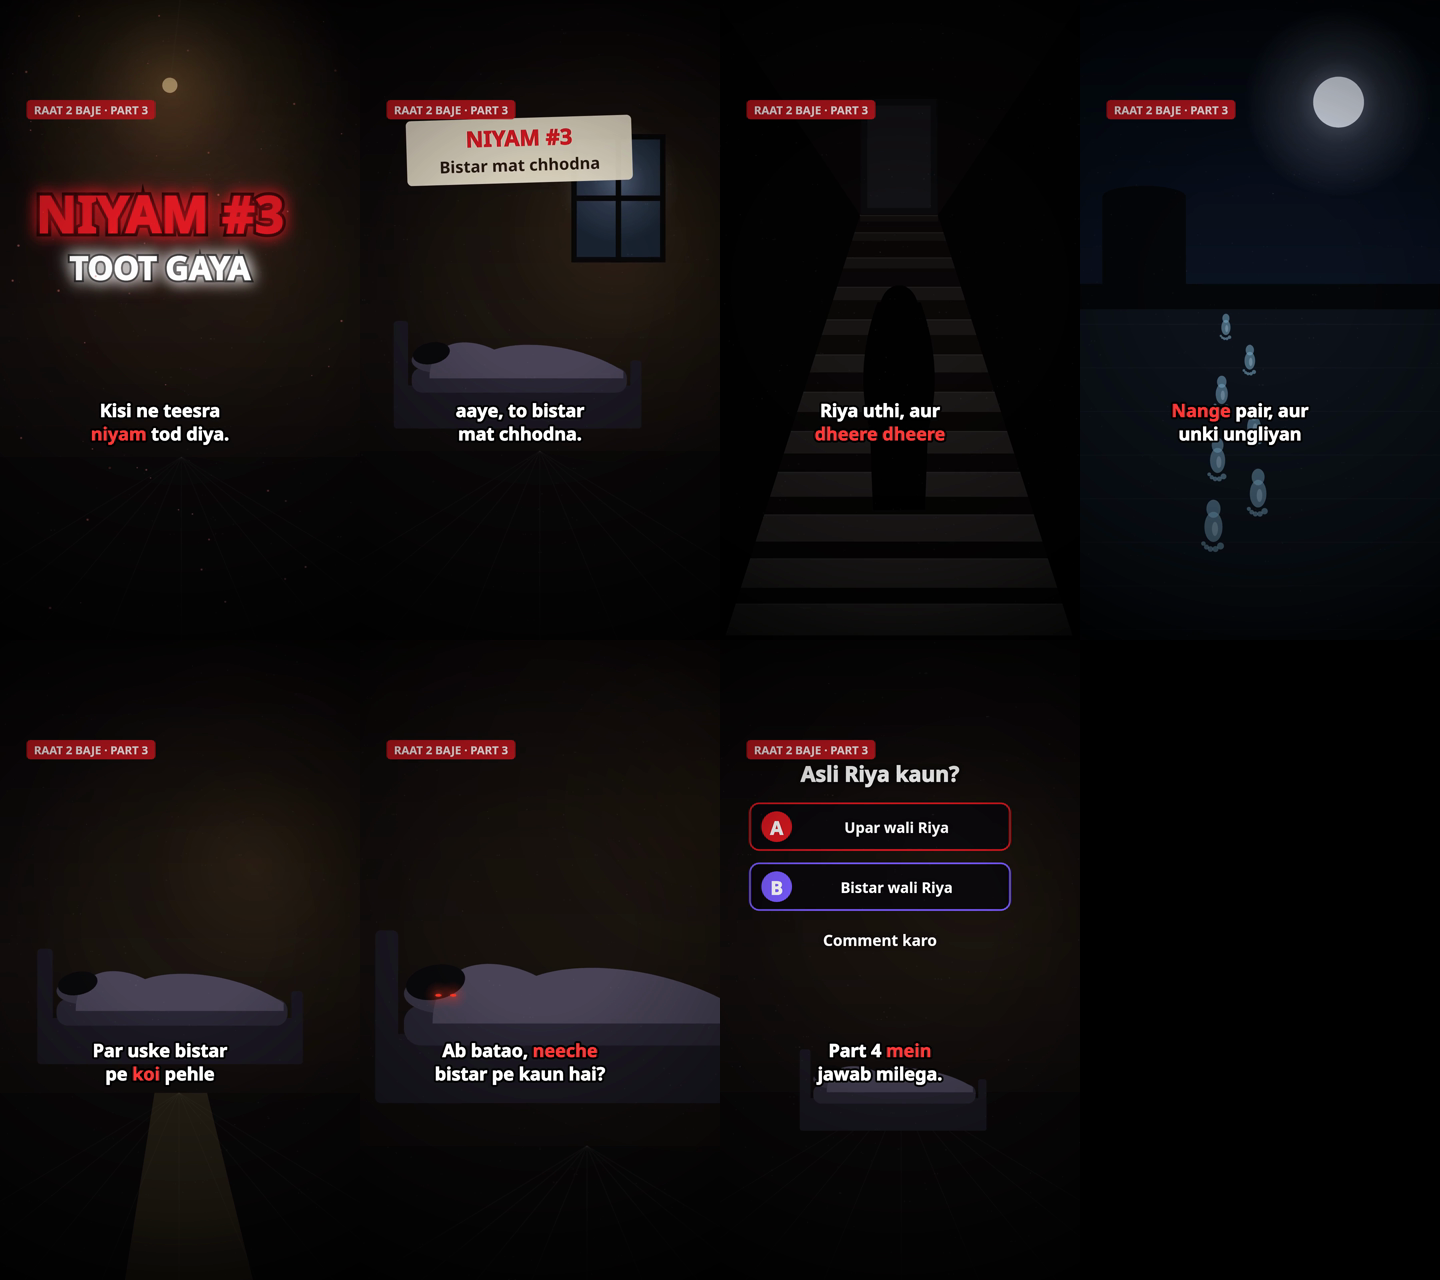 RAAT 2 BAJE · PART 3
NIYAM #3
TOOT GAYA
Kisi ne teesra
niyam tod diya.
RAAT 2 BAJE · PART 3
NIYAM #3
Bistar mat chhodna
aaye, to bistar
mat chhodna.
RAAT 2 BAJE · PART 3
Riya uthi, aur
dheere dheere
RAAT 2 BAJE · PART 3
Nange pair, aur
unki ungliyan
RAAT 2 BAJE · PART 3
Par uske bistar
pe koi pehle
RAAT 2 BAJE · PART 3
Ab batao, neeche
bistar pe kaun hai?
RAAT 2 BAJE · PART 3
Asli Riya kaun?
A Upar wali Riya
B Bistar wali Riya
Comment karo
Part 4 mein
jawab milega.